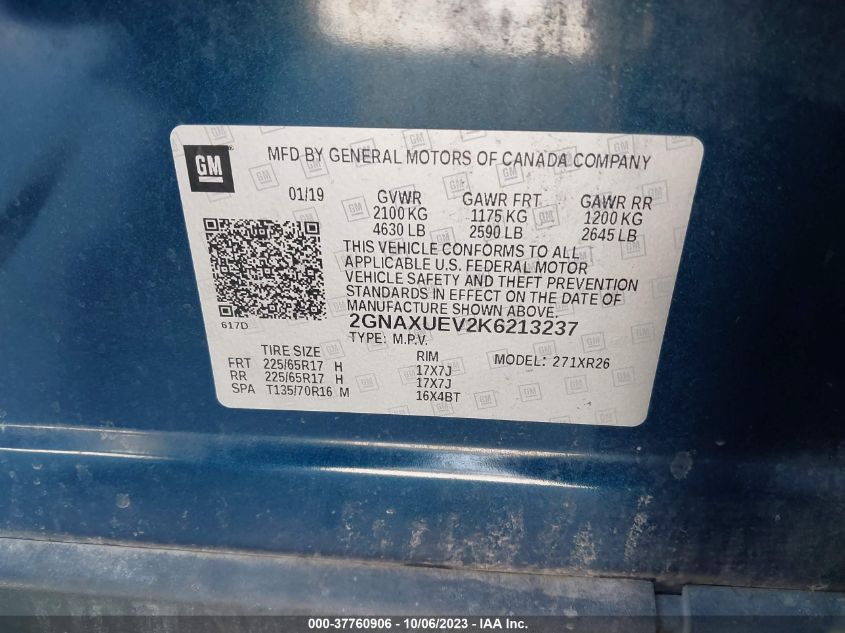 GM
MFD BY GENERAL MOTORS OF CANADA COMPANY
01/19 GVWR GAWR FRT GAWR RR
2100 KG 1175 KG 1200 KG
4630 LB 2590 LB 2645 LB
THIS VEHICLE CONFORMS TO ALL
APPLICABLE U.S. FEDERAL MOTOR
VEHICLE SAFETY AND THEFT PREVENTION
STANDARDS IN EFFECT ON THE DATE OF
MANUFACTURE SHOWN ABOVE.
617D 2GNAXUEV2K6213237
TYPE: M.P.V.
TIRE SIZE RIM MODEL: 271XR26
FRT 225/65R17 H 17X7J
RR 225/65R17 H 17X7J
SPA T135/70R16 M 16X4BT
000-37760906 - 10/06/2023 - IAA Inc.